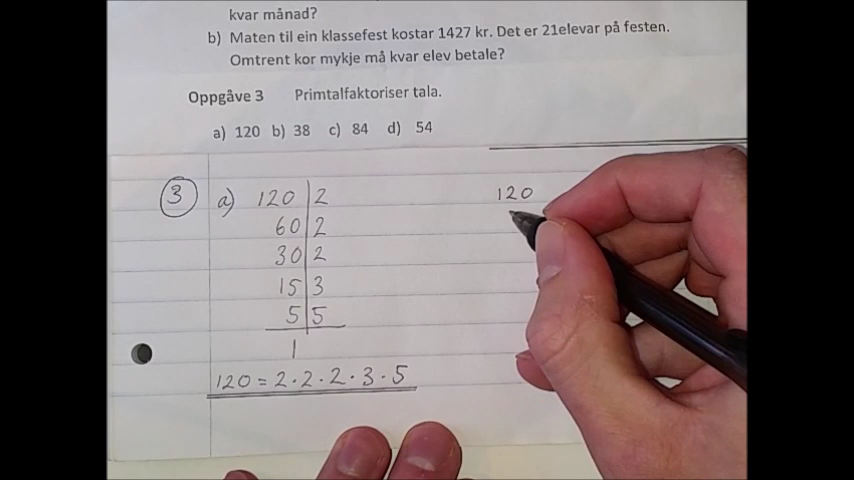 kvar månad?
b) Maten til ein klassefest kostar 1427 kr. Det er 21elevar på festen.
Omtrent kor mykje må kvar elev betale?
Oppgåve 3 Primtalfaktoriser tala.
a) 120 b) 38 c) 84 d) 54
3 a) 120 2
60 2
30 2
15 3
5 5
1
120 = 2 · 2 · 2 · 3 · 5
120